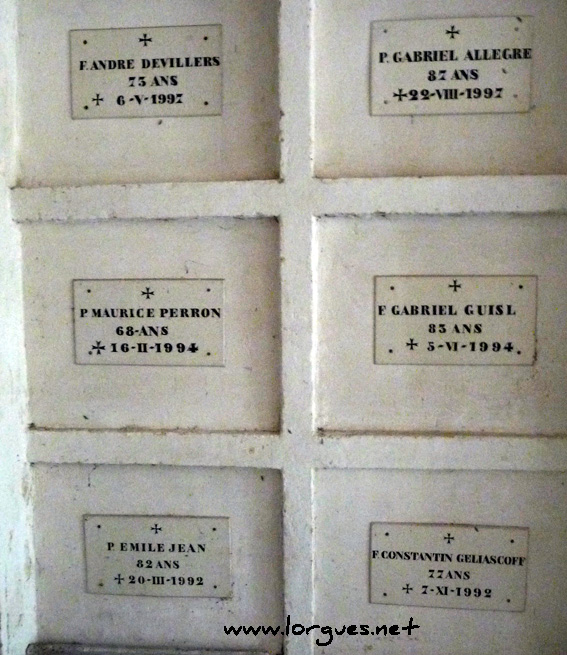 ✠
F. ANDRE DEVILLERS
73 ANS
✠ 6-V-1997
✠
P. GABRIEL ALLEGRE
87 ANS
✠22-VIII-1997
✠
P MAURICE PERRON
68-ANS
✠ 16-II-1994
✠
F GABRIEL GUISL
83 ANS
✠ 5-VI-1994
✠
P. EMILE JEAN
82 ANS
✠ 20-III-1992
✠
F. CONSTANTIN GELIASCOFF
77 ANS
✠ 7-XI-1992
www.lorgues.net